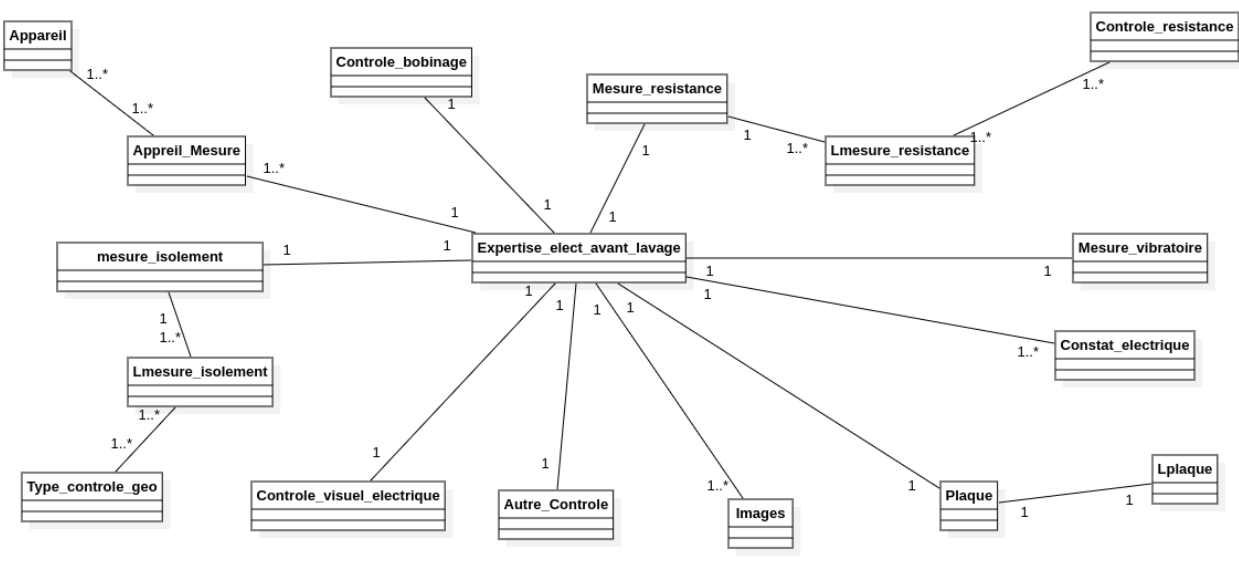 Appareil
1..*
1..*
Appreil_Mesure
1..*
1
Controle_bobinage
1
1
Mesure_resistance
1
1
1
1..*
Lmesure_resistance
1..*
1..*
Controle_resistance
mesure_isolement
1
1
Expertise_elect_avant_lavage
1
1
Mesure_vibratoire
1
1..*
Constat_electrique
1
1..*
Lmesure_isolement
1..*
1..*
Type_controle_geo
1
1
Controle_visuel_electrique
1
1
Autre_Controle
1
1..*
Images
1
1
Plaque
1
1
Lplaque